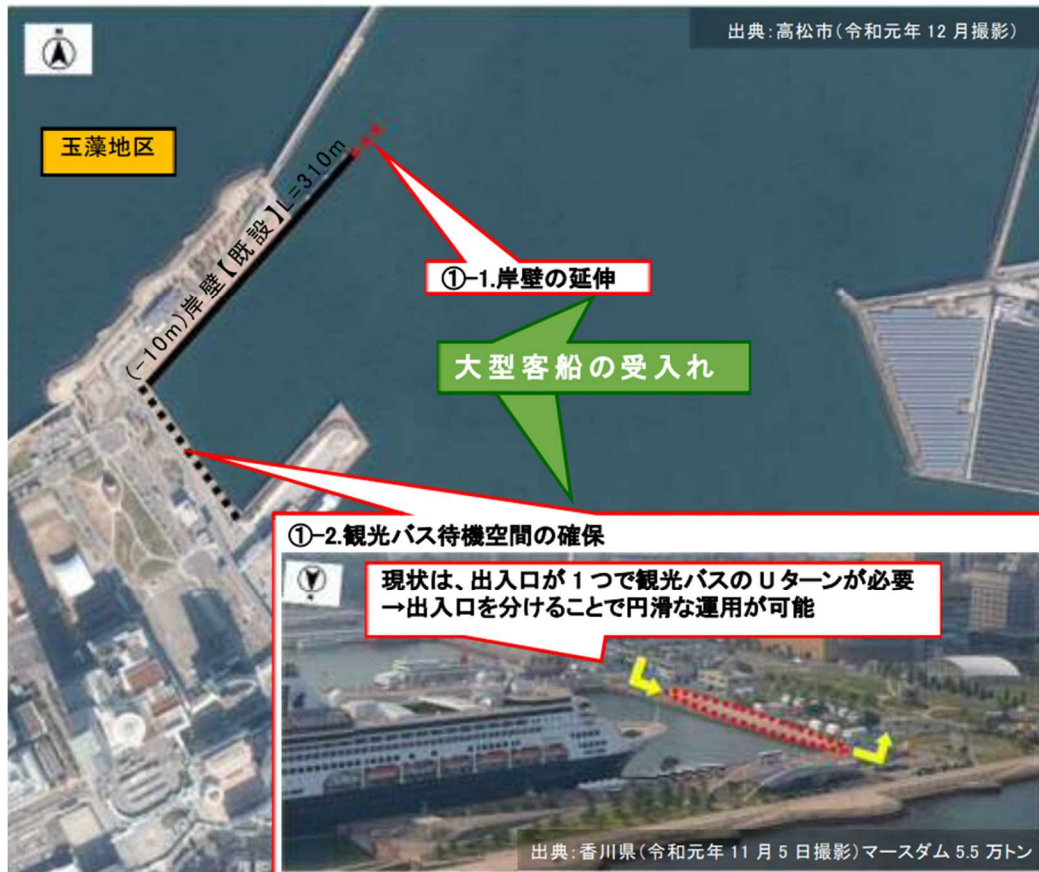 出典：高松市（令和元年 12 月撮影）
玉藻地区
（-10m）岸壁【既設】L=310m
①-1.岸壁の延伸
大型客船の受入れ
①-2.観光バス待機空間の確保
現状は、出入口が 1 つで観光バスの U ターンが必要
→出入口を分けることで円滑な運用が可能
出典：香川県（令和元年 11 月 5 日撮影）マースダム 5.5 万トン